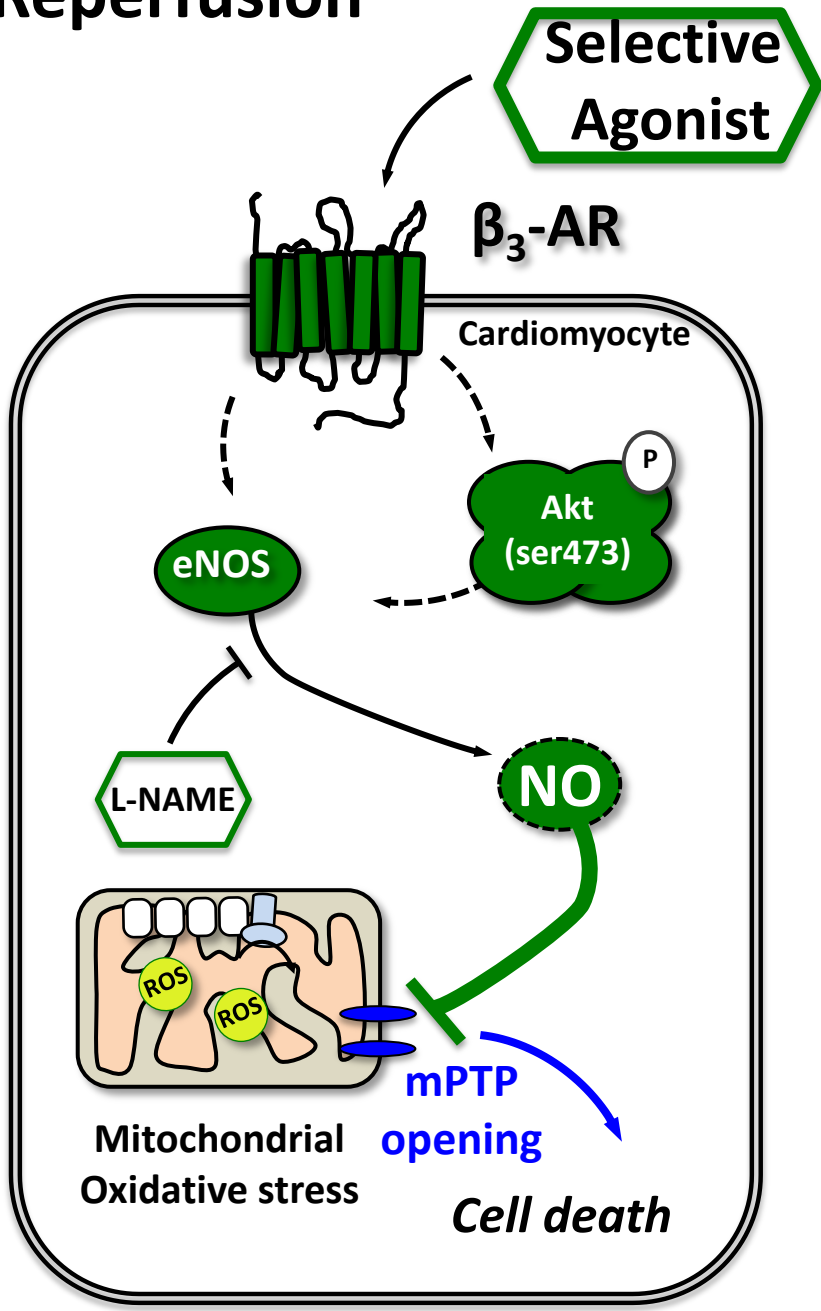 Reperfusion
Selective
Agonist
β3-AR
Cardiomyocyte
P
Akt
(ser473)
eNOS
L-NAME
NO
ROS
ROS
mPTP
opening
Mitochondrial
Oxidative stress
Cell death